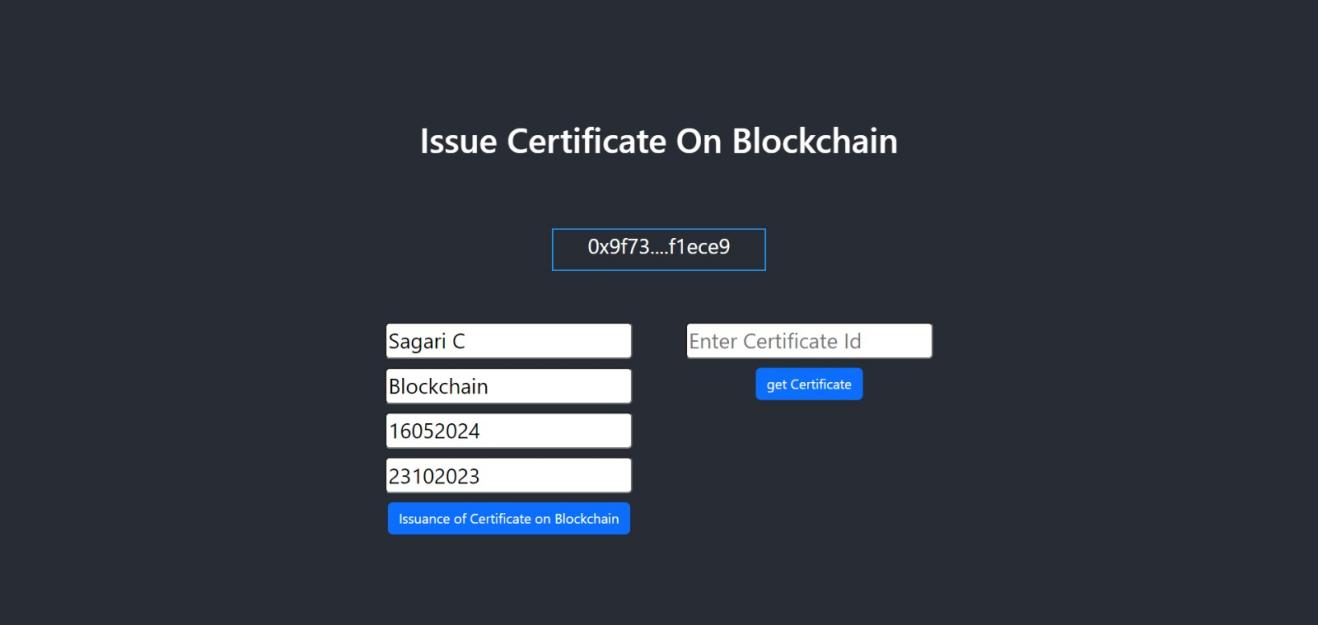 Issue Certificate On Blockchain
0x9f73....f1ece9
Sagari C
Blockchain
16052024
23102023
Issuance of Certificate on Blockchain
Enter Certificate Id
get Certificate